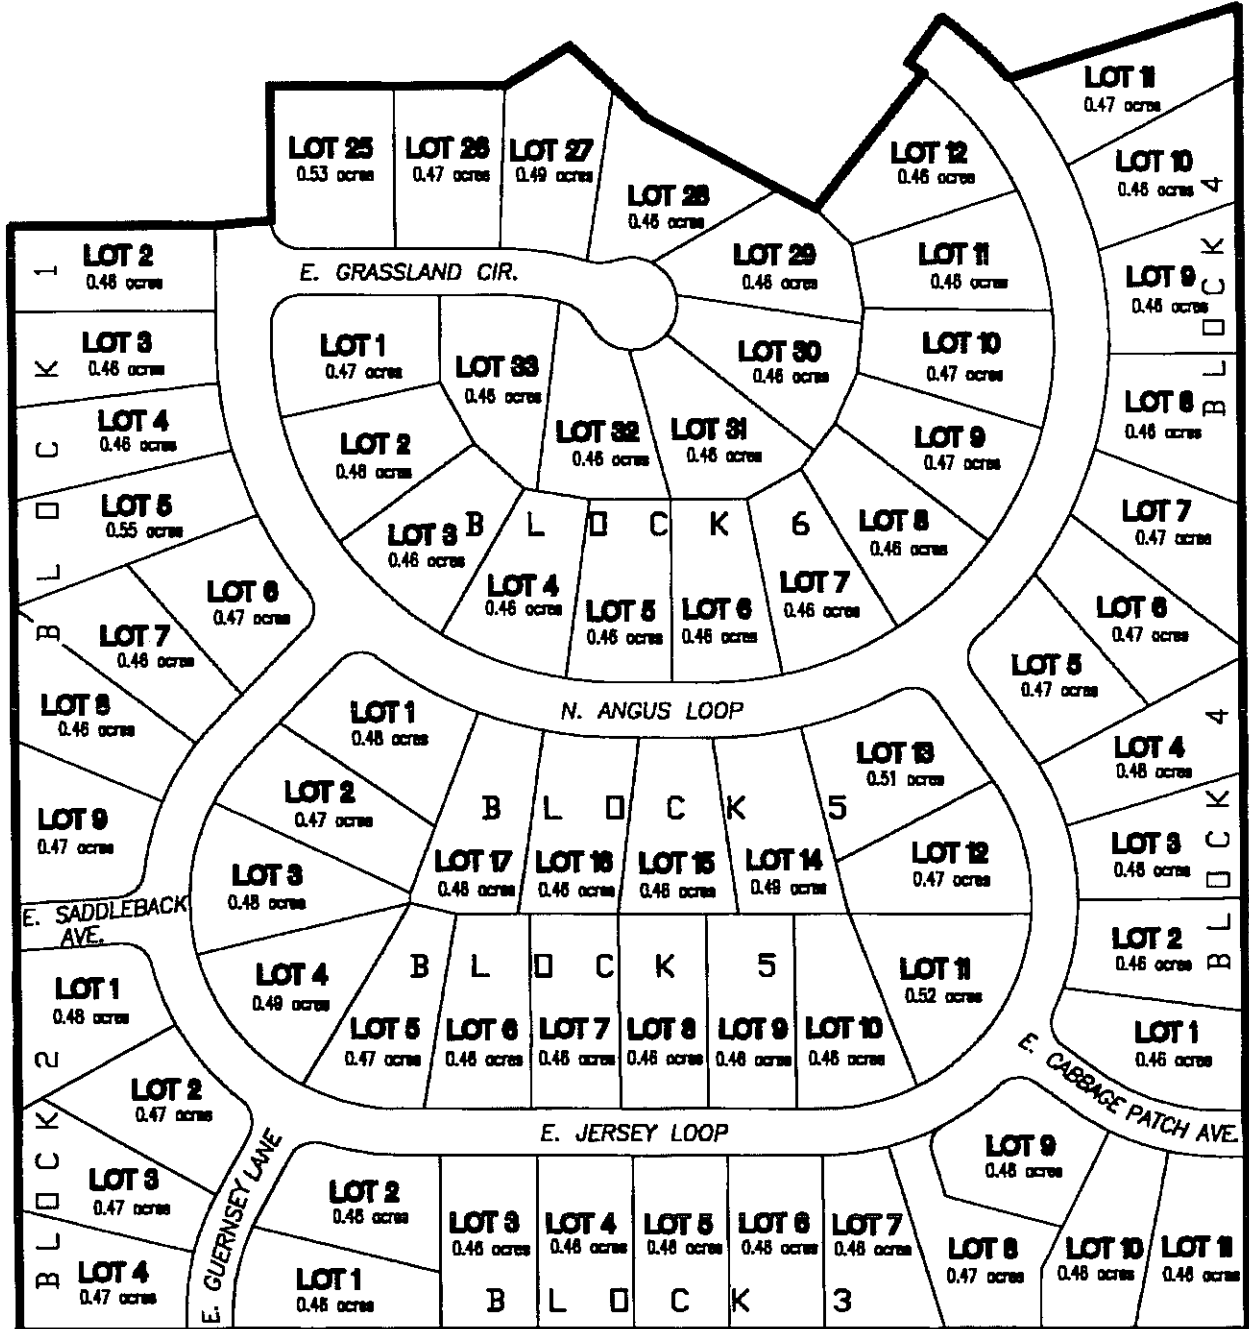 LOT 11
0.47 acres
LOT 12
0.46 acres
LOT 10
0.46 acres
LOT 25
0.53 acres
LOT 26
0.47 acres
LOT 27
0.49 acres
LOT 28
0.46 acres
LOT 29
0.46 acres
LOT 11
0.46 acres
LOT 9
0.46 acres
BLOCK 4
LOT 2
0.46 acres
BLOCK 1
E. GRASSLAND CIR.
LOT 3
0.46 acres
LOT 1
0.47 acres
LOT 33
0.46 acres
LOT 30
0.46 acres
LOT 10
0.47 acres
LOT 8
0.46 acres
LOT 4
0.46 acres
LOT 2
0.46 acres
LOT 32
0.46 acres
LOT 31
0.46 acres
LOT 9
0.47 acres
LOT 5
0.55 acres
LOT 3
0.46 acres
BLOCK 6
LOT 8
0.46 acres
LOT 7
0.47 acres
LOT 6
0.47 acres
LOT 4
0.46 acres
LOT 5
0.46 acres
LOT 6
0.46 acres
LOT 7
0.46 acres
LOT 6
0.47 acres
LOT 7
0.46 acres
LOT 5
0.47 acres
LOT 8
0.46 acres
LOT 1
0.46 acres
N. ANGUS LOOP
LOT 13
0.51 acres
LOT 4
0.46 acres
BLOCK 4
LOT 9
0.47 acres
LOT 2
0.47 acres
BLOCK 5
LOT 3
0.46 acres
LOT 17
0.46 acres
LOT 16
0.46 acres
LOT 15
0.46 acres
LOT 14
0.49 acres
LOT 12
0.47 acres
LOT 3
0.46 acres
E. SADDLEBACK
AVE.
LOT 2
0.46 acres
LOT 4
0.49 acres
BLOCK 5
LOT 11
0.52 acres
LOT 1
0.46 acres
LOT 5
0.47 acres
LOT 6
0.46 acres
LOT 7
0.46 acres
LOT 8
0.46 acres
LOT 9
0.46 acres
LOT 10
0.46 acres
LOT 1
0.46 acres
E. CABBAGE PATCH AVE.
BLOCK 2
LOT 2
0.47 acres
E. JERSEY LOOP
LOT 9
0.46 acres
LOT 3
0.47 acres
E. GUERNSEY LANE
LOT 2
0.46 acres
LOT 3
0.46 acres
LOT 4
0.46 acres
LOT 5
0.46 acres
LOT 6
0.46 acres
LOT 7
0.46 acres
LOT 8
0.47 acres
LOT 10
0.46 acres
LOT 11
0.46 acres
LOT 4
0.47 acres
LOT 1
0.46 acres
BLOCK 3